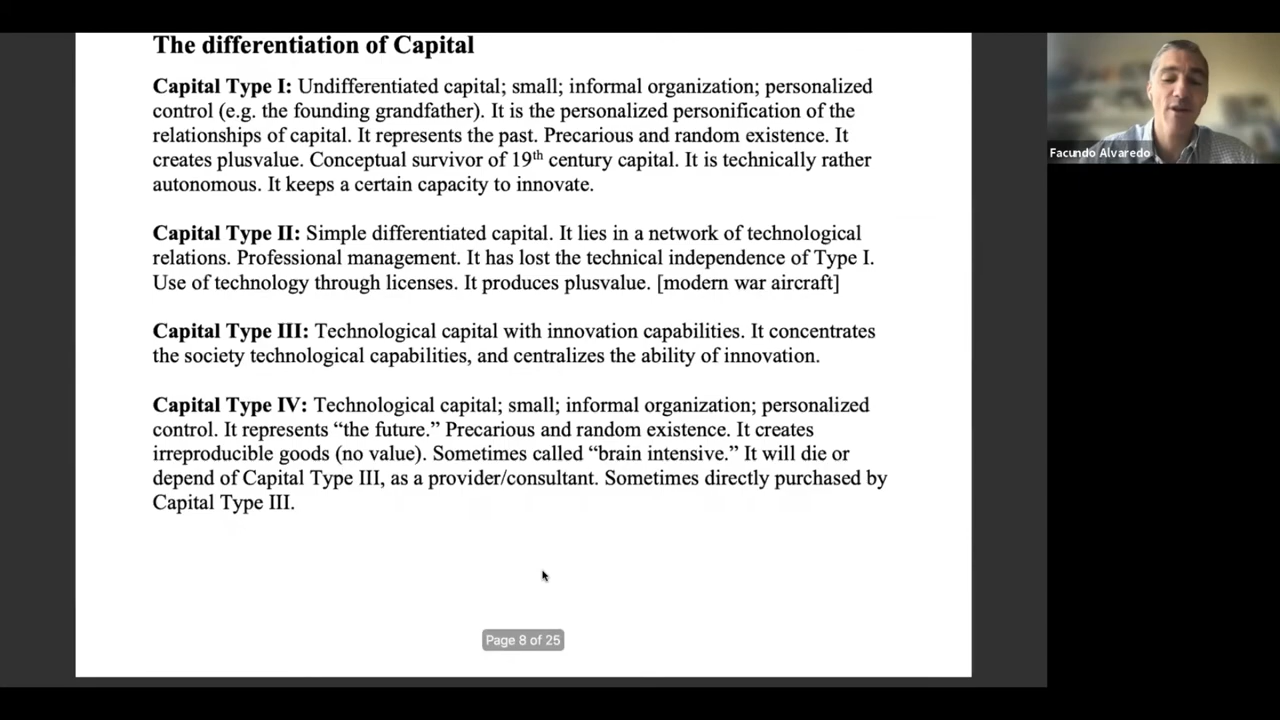 The differentiation of Capital
Capital Type I: Undifferentiated capital; small; informal organization; personalized
control (e.g. the founding grandfather). It is the personalized personification of the
relationships of capital. It represents the past. Precarious and random existence. It
creates plusvalue. Conceptual survivor of 19th century capital. It is technically rather
autonomous. It keeps a certain capacity to innovate.
Capital Type II: Simple differentiated capital. It lies in a network of technological
relations. Professional management. It has lost the technical independence of Type I.
Use of technology through licenses. It produces plusvalue. [modern war aircraft]
Capital Type III: Technological capital with innovation capabilities. It concentrates
the society technological capabilities, and centralizes the ability of innovation.
Capital Type IV: Technological capital; small; informal organization; personalized
control. It represents “the future.” Precarious and random existence. It creates
irreproducible goods (no value). Sometimes called “brain intensive.” It will die or
depend of Capital Type III, as a provider/consultant. Sometimes directly purchased by
Capital Type III.
Page 8 of 25
Facundo Alvaredo